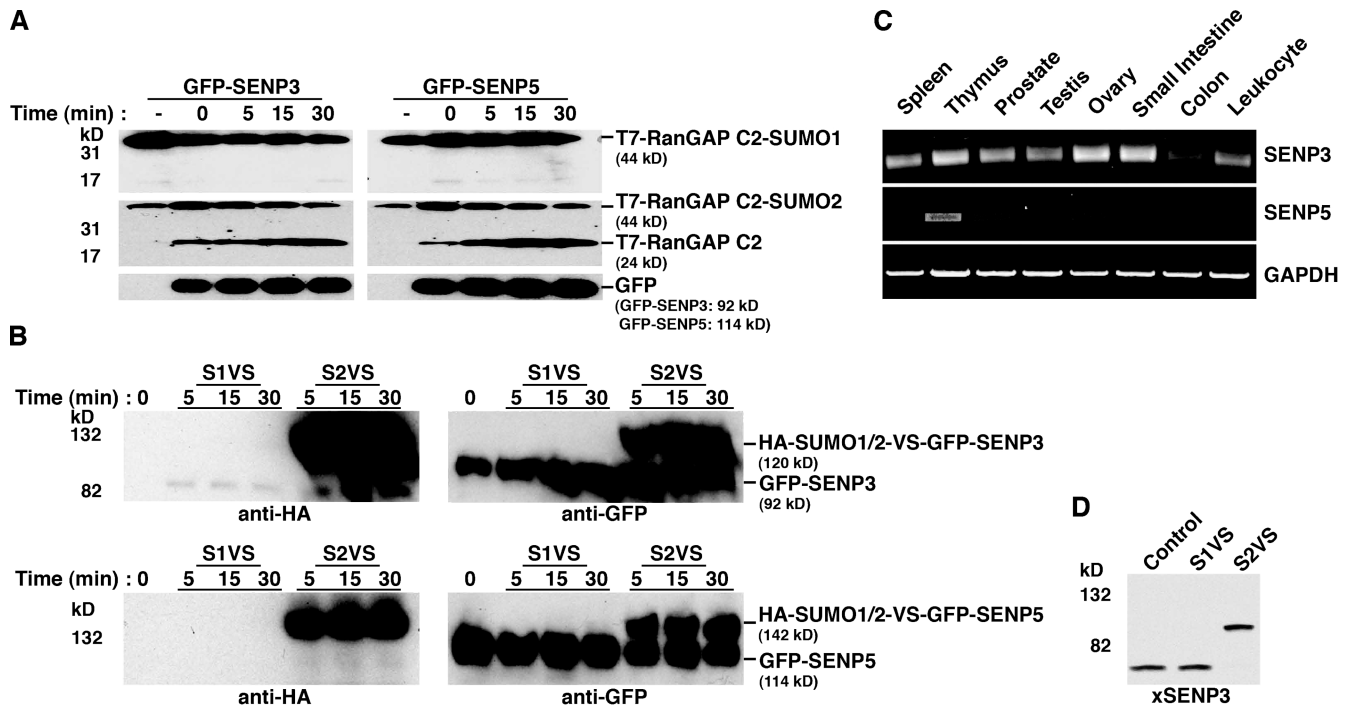 A
GFP-SENP3 GFP-SENP5
Time (min) : - 0 5 15 30 - 0 5 15 30
kD
31
17
T7-RanGAP C2-SUMO1
(44 kD)
T7-RanGAP C2-SUMO2
(44 kD)
31
17
T7-RanGAP C2
(24 kD)
GFP
(GFP-SENP3: 92 kD
GFP-SENP5: 114 kD)
B
S1VS S2VS S1VS S2VS
Time (min) : 0 5 15 30 5 15 30 0 5 15 30 5 15 30
kD
132
82
HA-SUMO1/2-VS-GFP-SENP3
(120 kD)
GFP-SENP3
(92 kD)
anti-HA anti-GFP
S1VS S2VS S1VS S2VS
Time (min) : 0 5 15 30 5 15 30 0 5 15 30 5 15 30
kD
132
HA-SUMO1/2-VS-GFP-SENP5
(142 kD)
GFP-SENP5
(114 kD)
anti-HA anti-GFP
C
Spleen Thymus Prostate Testis Ovary Small Intestine Colon Leukocyte
SENP3
SENP5
GAPDH
D
Control S1VS S2VS
kD
132
82
xSENP3